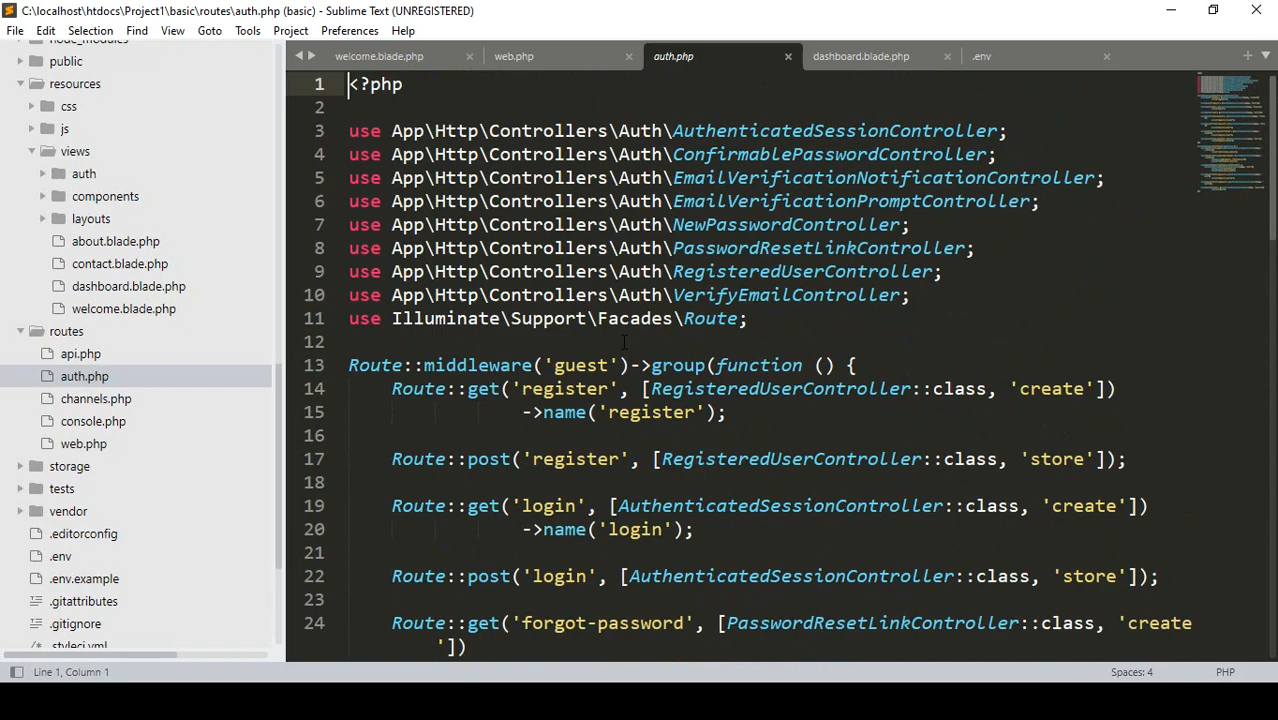 C:\localhost\htdocs\Project1\basic\routes\auth.php (basic) - Sublime Text (UNREGISTERED)
File Edit Selection Find View Goto Tools Project Preferences Help
node_modules
public
resources
css
js
views
auth
components
layouts
about.blade.php
contact.blade.php
dashboard.blade.php
welcome.blade.php
routes
api.php
auth.php
channels.php
console.php
web.php
storage
tests
vendor
.editorconfig
.env
.env.example
.gitattributes
.gitignore
.styleci.yml
welcome.blade.php web.php auth.php dashboard.blade.php .env
1 <?php
2
3 use App\Http\Controllers\Auth\AuthenticatedSessionController;
4 use App\Http\Controllers\Auth\ConfirmablePasswordController;
5 use App\Http\Controllers\Auth\EmailVerificationNotificationController;
6 use App\Http\Controllers\Auth\EmailVerificationPromptController;
7 use App\Http\Controllers\Auth\NewPasswordController;
8 use App\Http\Controllers\Auth\PasswordResetLinkController;
9 use App\Http\Controllers\Auth\RegisteredUserController;
10 use App\Http\Controllers\Auth\VerifyEmailController;
11 use Illuminate\Support\Facades\Route;
12
13 Route::middleware('guest')->group(function () {
14 Route::get('register', [RegisteredUserController::class, 'create'])
15 ->name('register');
16
17 Route::post('register', [RegisteredUserController::class, 'store']);
18
19 Route::get('login', [AuthenticatedSessionController::class, 'create'])
20 ->name('login');
21
22 Route::post('login', [AuthenticatedSessionController::class, 'store']);
23
24 Route::get('forgot-password', [PasswordResetLinkController::class, 'create
'])
Line 1, Column 1 Spaces: 4 PHP